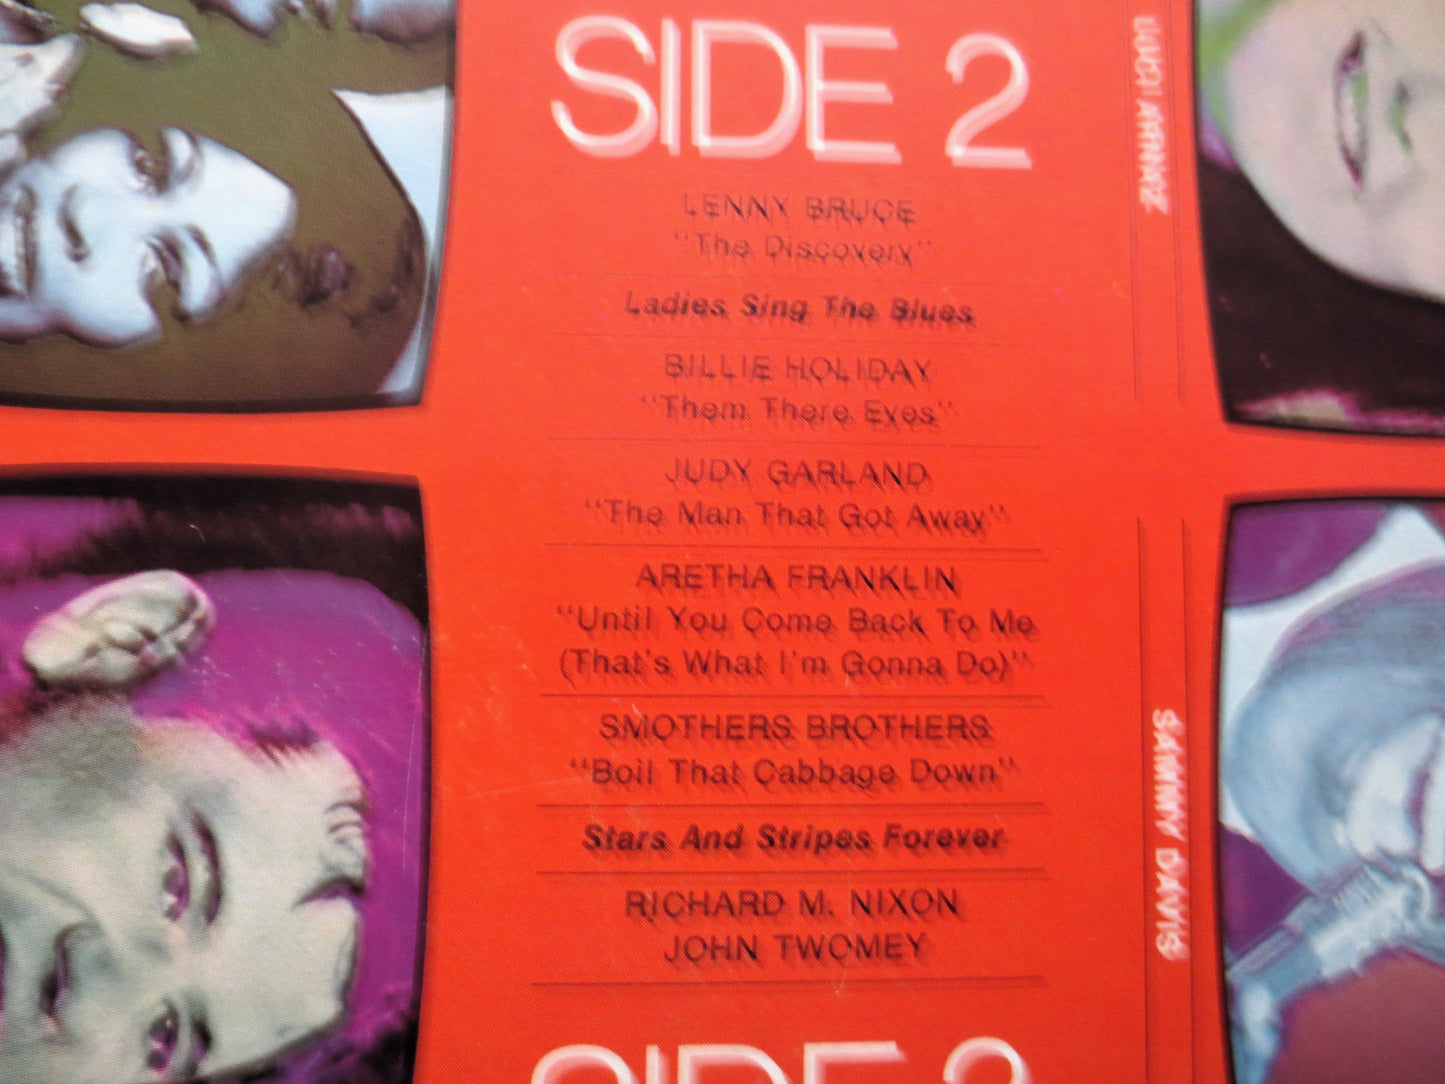 SIDE 2
LENNY BRUCE
"The Discovery"
Ladies Sing The Blues
BILLIE HOLIDAY
"Them There Eyes"
JUDY GARLAND
"The Man That Got Away"
ARETHA FRANKLIN
"Until You Come Back To Me
(That's What I'm Gonna Do)"
SMOTHERS BROTHERS
"Boil That Cabbage Down"
Stars And Stripes Forever
RICHARD M. NIXON
JOHN TWOMEY
SIDE
LUCI ARNAZ
SAMMY DAVIS